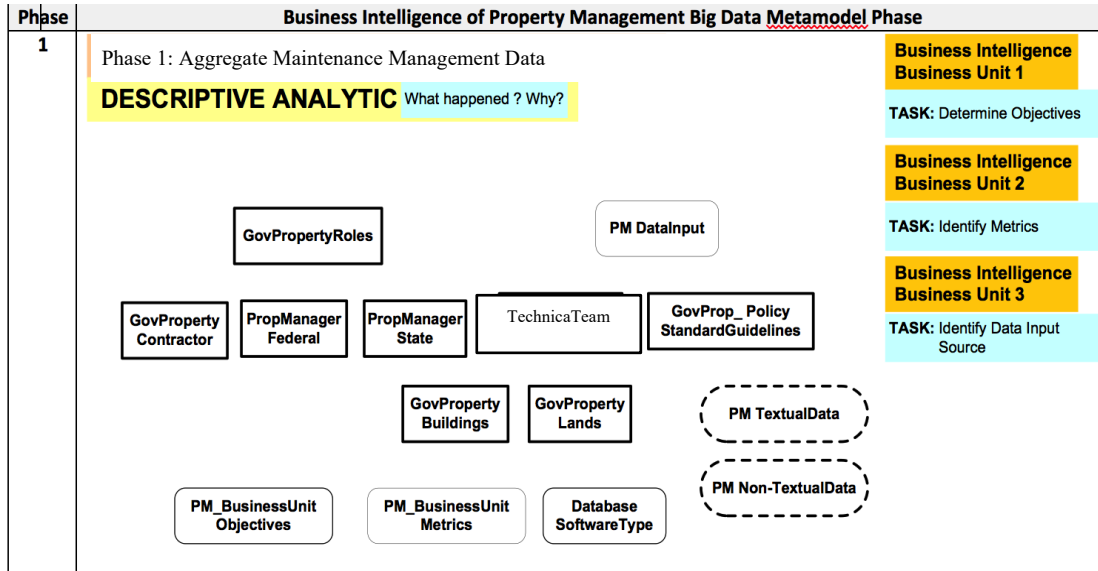 Phase
Business Intelligence of Property Management Big Data Metamodel Phase
1
Phase 1: Aggregate Maintenance Management Data
DESCRIPTIVE ANALYTIC What happened ? Why?
Business Intelligence
Business Unit 1
TASK: Determine Objectives
Business Intelligence
Business Unit 2
TASK: Identify Metrics
Business Intelligence
Business Unit 3
TASK: Identify Data Input
Source
GovPropertyRoles
PM DataInput
GovProperty
Contractor
PropManager
Federal
PropManager
State
TechnicaTeam
GovProp_ Policy
StandardGuidelines
GovProperty
Buildings
GovProperty
Lands
PM TextualData
PM Non-TextualData
PM_BusinessUnit
Objectives
PM_BusinessUnit
Metrics
Database
SoftwareType